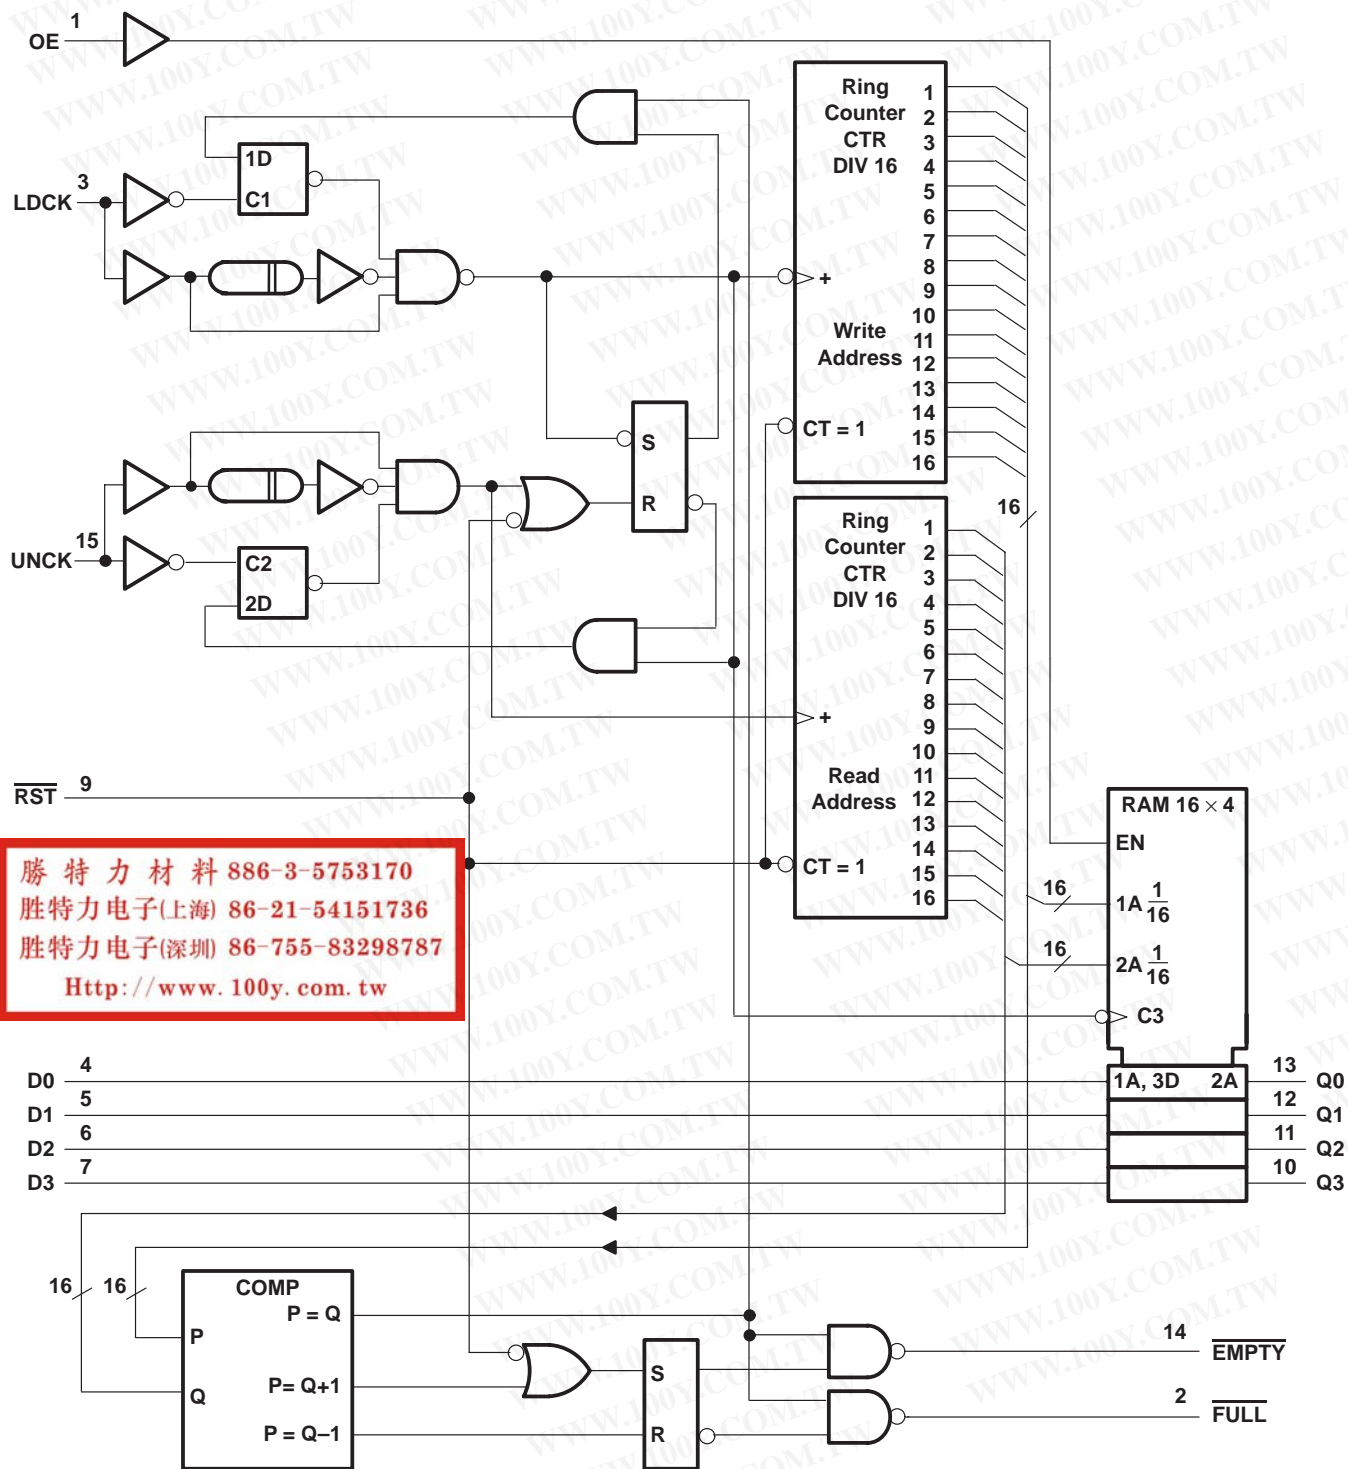 OE 1
Ring
Counter
CTR
DIV 16
1
2
3
4
5
6
7
8
9
10
11
12
13
14
15
16
+
Write
Address
CT = 1
1D
C1
LDCK 3
S
R
UNCK 15
C2
2D
16
Ring
Counter
CTR
DIV 16
1
2
3
4
5
6
7
8
9
10
11
12
13
14
15
16
+
Read
Address
CT = 1
RST 9
RAM 16 × 4
EN
16 1A 1/16
16 2A 1/16
C3
勝特力材料 886-3-5753170
胜特力电子(上海) 86-21-54151736
胜特力电子(深圳) 86-755-83298787
Http://www.100y.com.tw
D0 4 1A, 3D 2A 13 Q0
D1 5 12 Q1
D2 6 11 Q2
D3 7 10 Q3
16 16
COMP
P = Q
P
P= Q+1
Q
P = Q–1
S
R
14 EMPTY
2 FULL
WWW.100Y.COM.TW